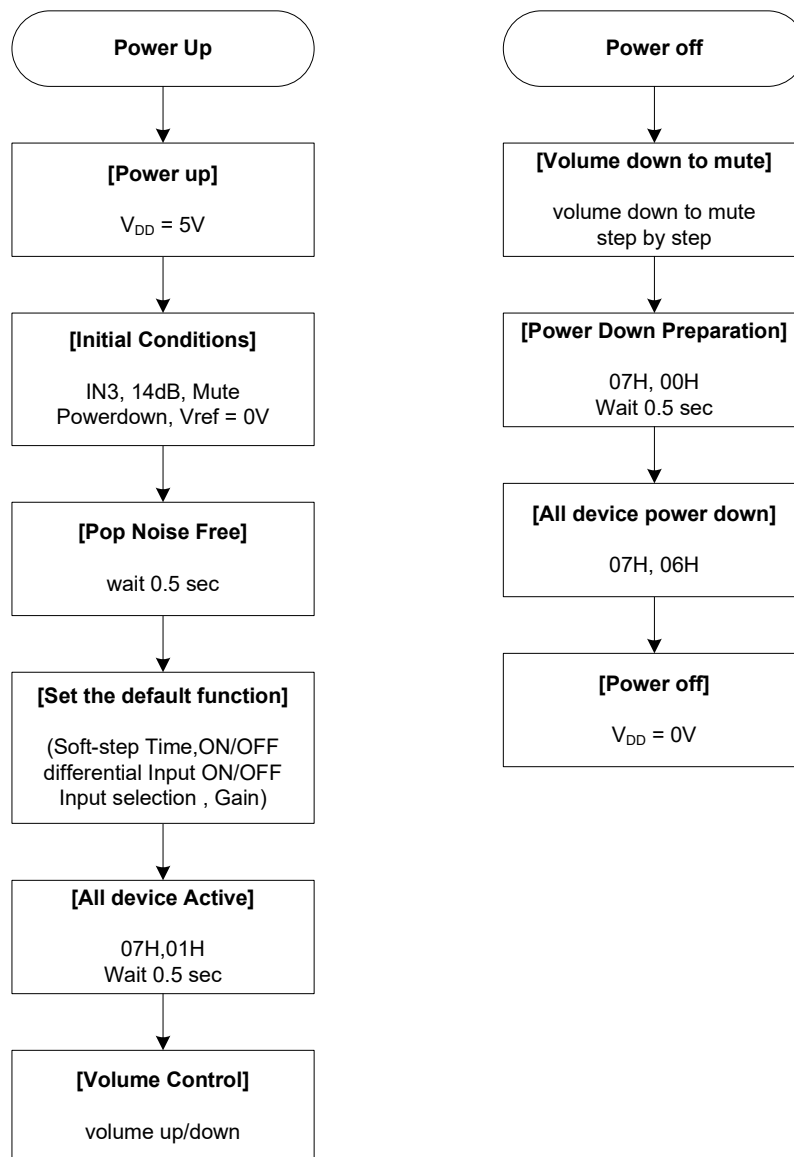 Power Up
[Power up]
VDD = 5V
[Initial Conditions]
IN3, 14dB, Mute
Powerdown, Vref = 0V
[Pop Noise Free]
wait 0.5 sec
[Set the default function]
(Soft-step Time,ON/OFF
differential Input ON/OFF
Input selection , Gain)
[All device Active]
07H,01H
Wait 0.5 sec
[Volume Control]
volume up/down
Power off
[Volume down to mute]
volume down to mute
step by step
[Power Down Preparation]
07H, 00H
Wait 0.5 sec
[All device power down]
07H, 06H
[Power off]
VDD = 0V